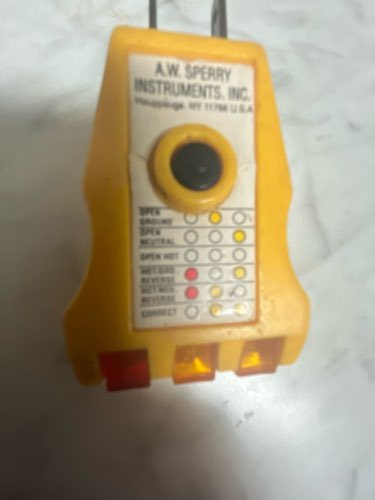 A.W. SPERRY
INSTRUMENTS, INC.
Hauppauge, NY 11788 U.S.A
OPEN
GROUND
OPEN
NEUTRAL
OPEN HOT
HOT/GRD.
REVERSE
HOT/NEU.
REVERSE
CORRECT